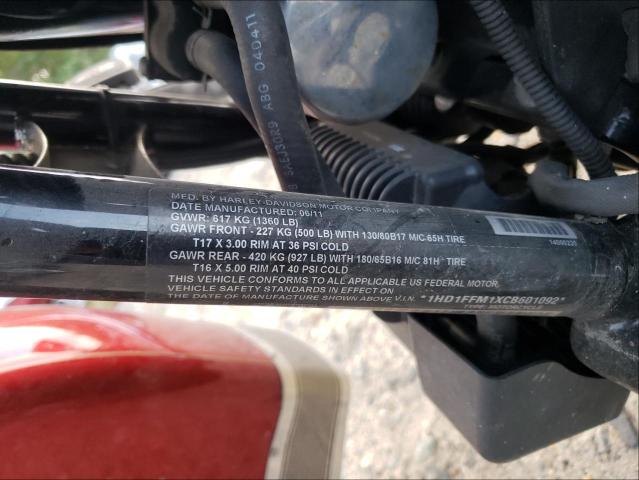 SAEJ30R9 ABG 040411
MFD. BY HARLEY-DAVIDSON MOTOR COMPANY
DATE MANUFACTURED: 06/11
GVWR: 617 KG (1360 LB)
GAWR FRONT - 227 KG (500 LB) WITH 130/80B17 M/C 65H TIRE
T17 X 3.00 RIM AT 36 PSI COLD
GAWR REAR - 420 KG (927 LB) WITH 180/65B16 M/C 81H TIRE
T16 X 5.00 RIM AT 40 PSI COLD
THIS VEHICLE CONFORMS TO ALL APPLICABLE US FEDERAL MOTOR
VEHICLE SAFETY STANDARDS IN EFFECT ON
THE DATE OF MANUFACTURE SHOWN ABOVE V.I.N. *1HD1FFM1XCB601092*
TYPE: MOTORCYCLE